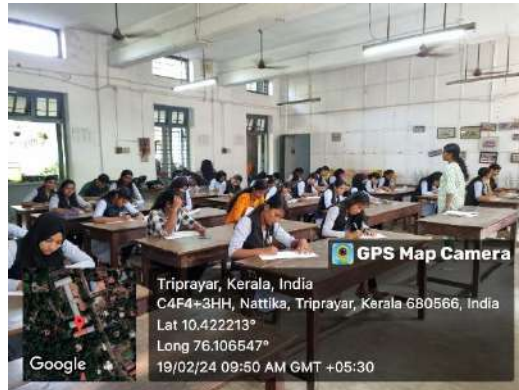 GPS Map Camera
Triprayar, Kerala, India
C4F4+3HH, Nattika, Triprayar, Kerala 680566, India
Lat 10.422213°
Long 76.106547°
19/02/24 09:50 AM GMT +05:30
Google